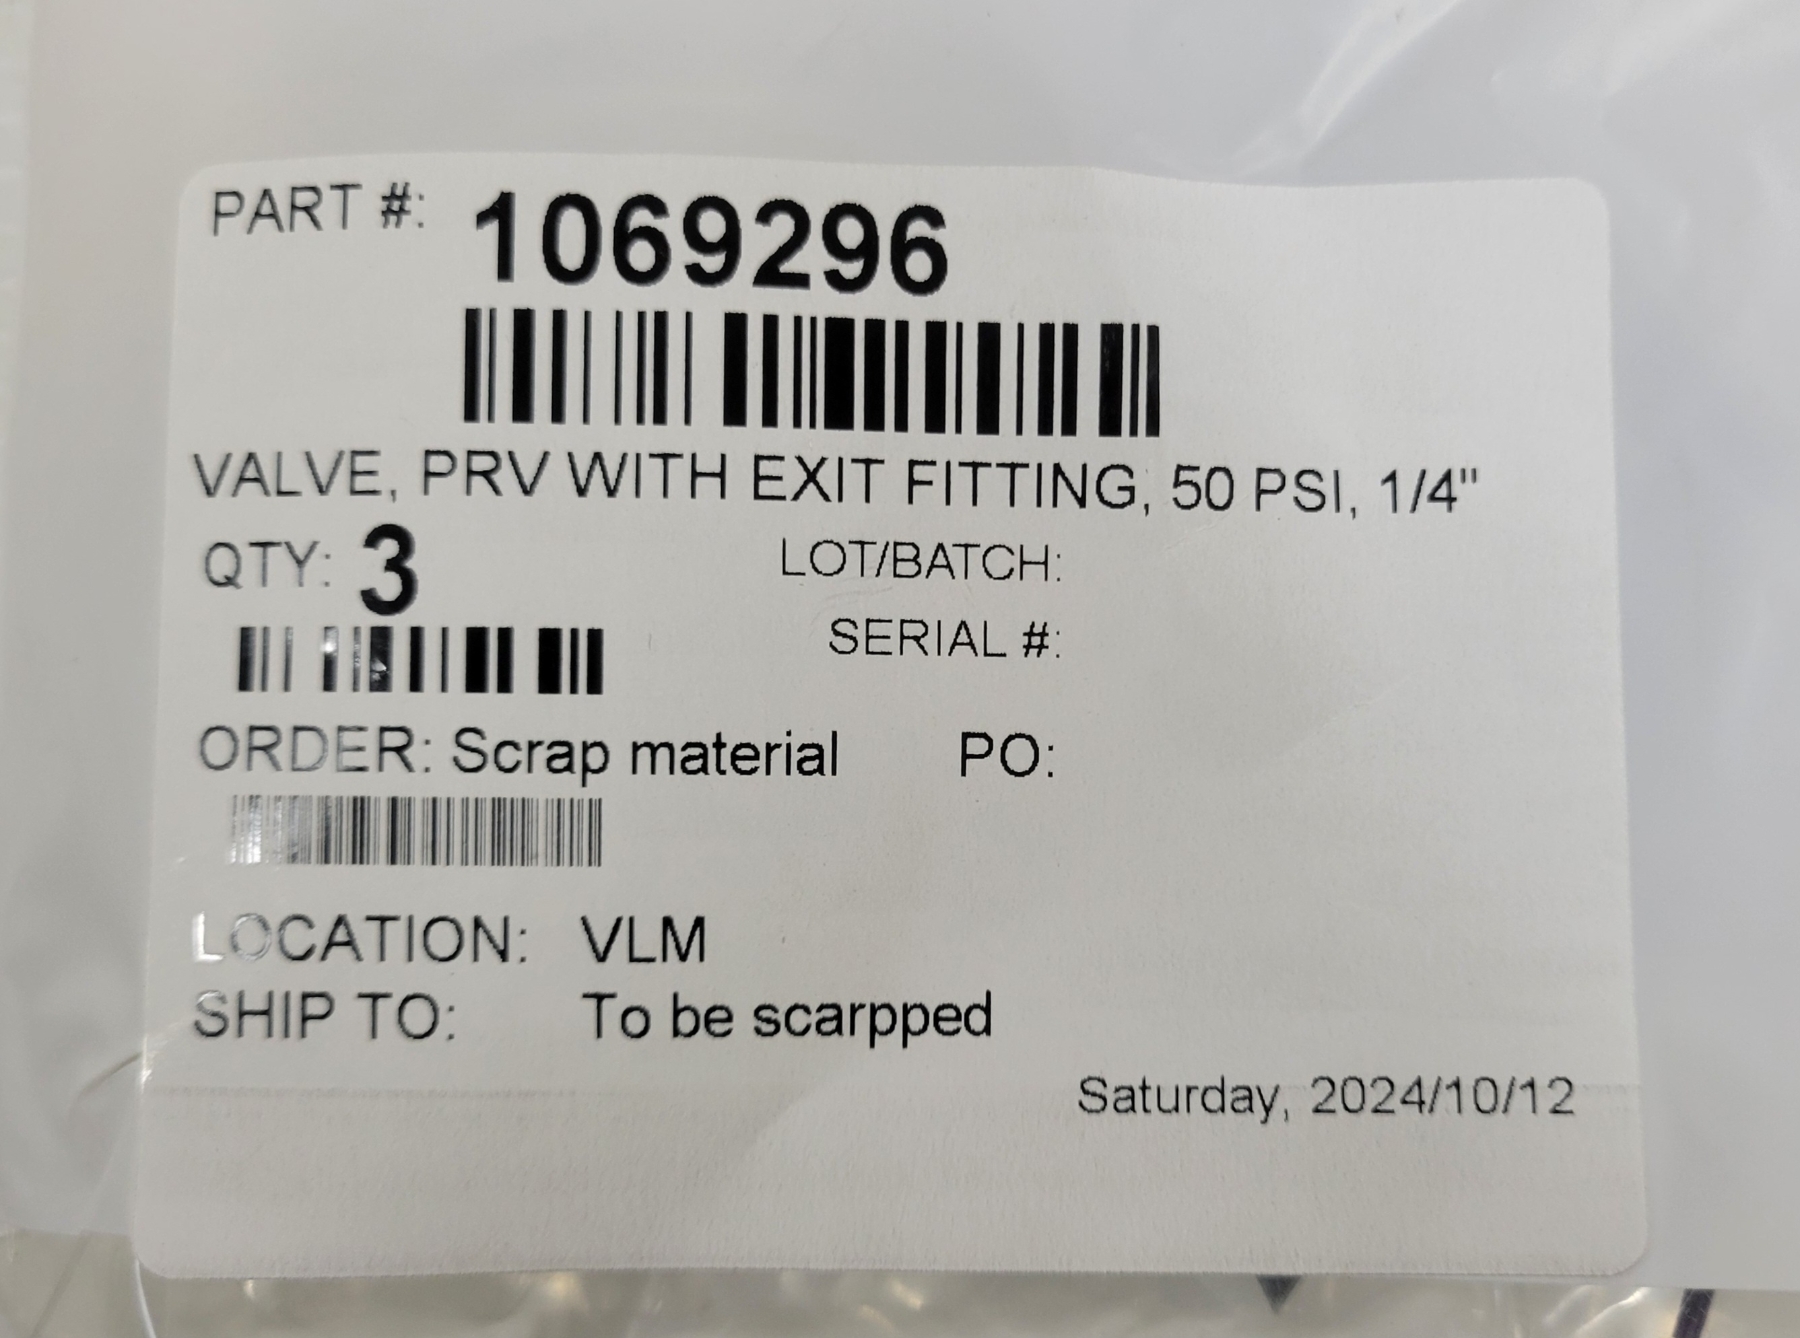 PART #: 1069296
VALVE, PRV WITH EXIT FITTING, 50 PSI, 1/4"
QTY: 3 LOT/BATCH:
SERIAL #:
ORDER: Scrap material PO:
LOCATION: VLM
SHIP TO: To be scarpped
Saturday, 2024/10/12